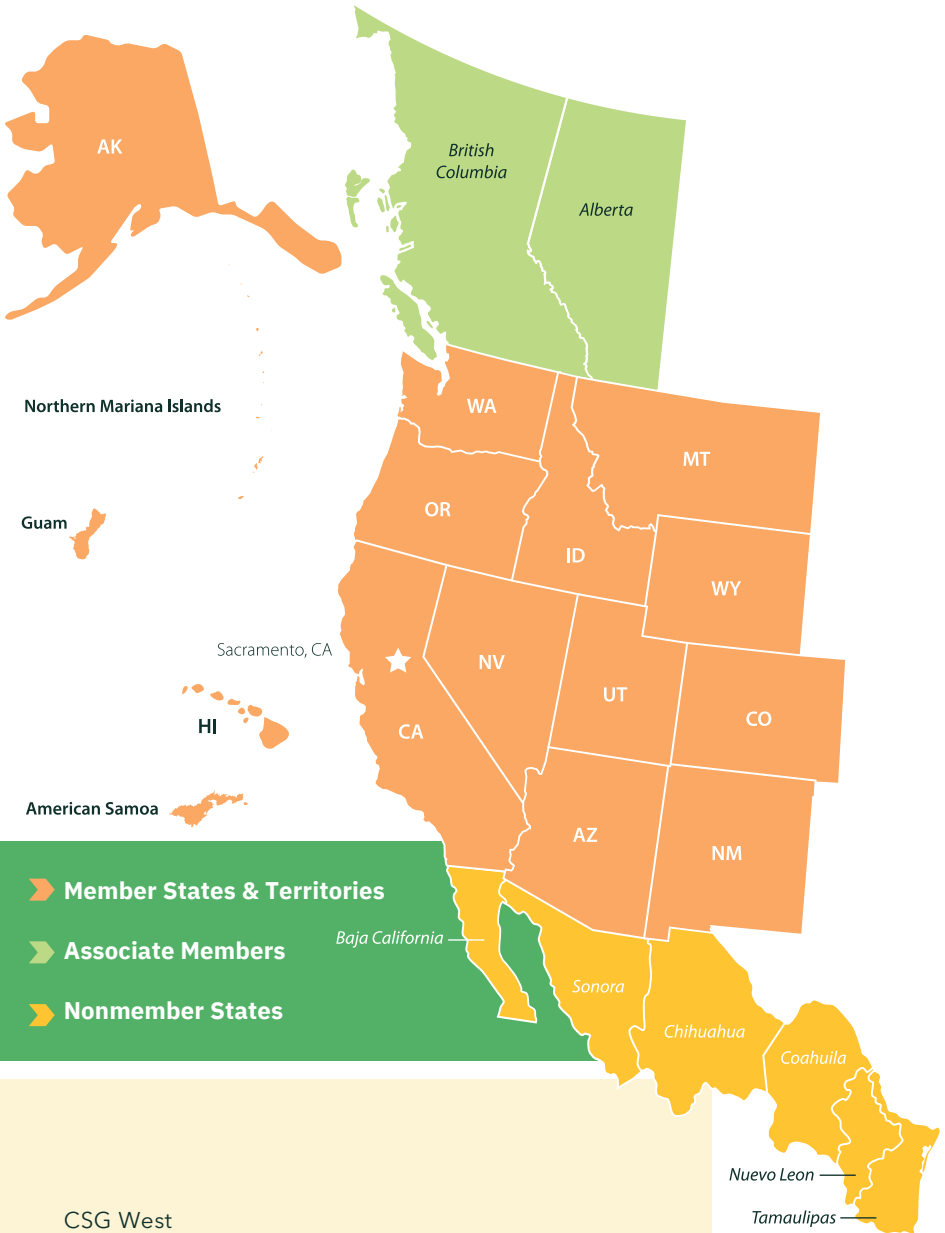 AK
British
Columbia
Alberta
Northern Mariana Islands
WA
MT
OR
Guam
ID
WY
Sacramento, CA
NV
UT
HI
CA
CO
American Samoa
AZ
NM
Member States & Territories
Baja California
Associate Members
Sonora
Nonmember States
Chihuahua
Coahuila
Nuevo Leon
Tamaulipas
CSG West